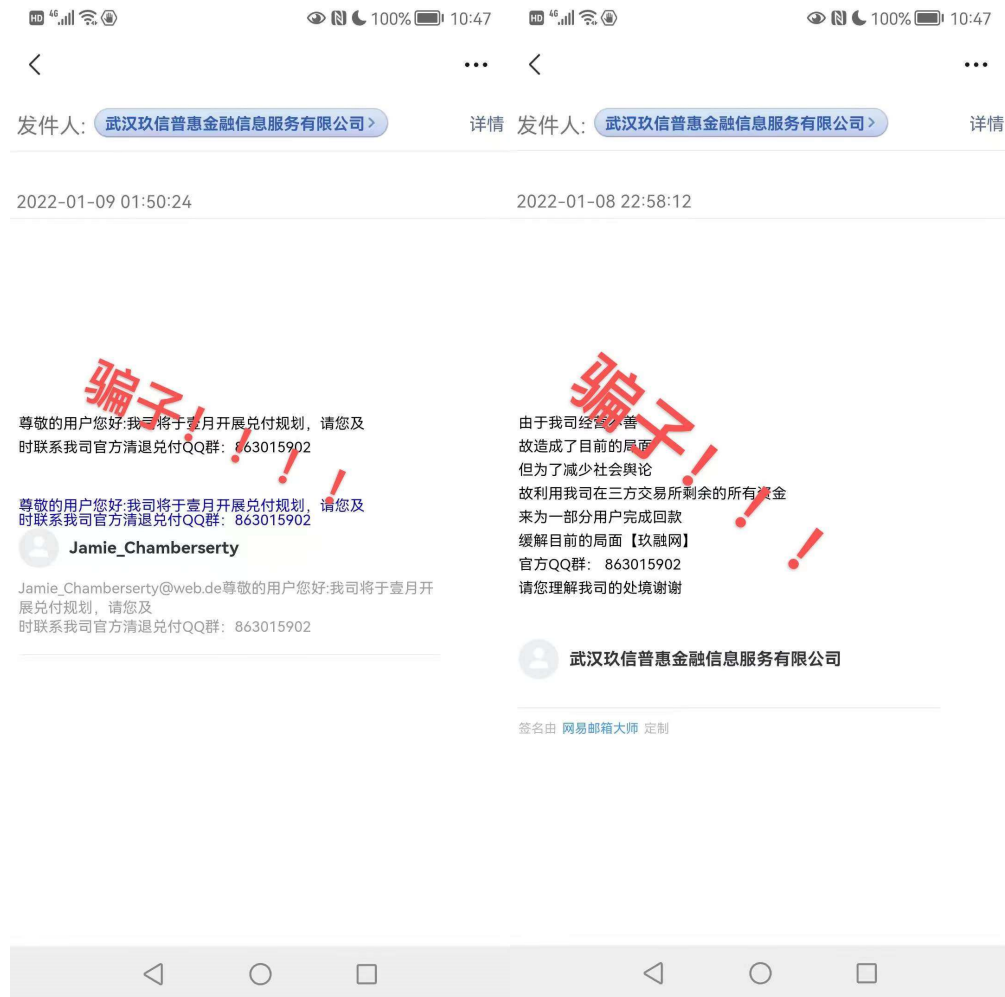 HD 4G 100% 10:47
发件人: 武汉玖信普惠金融信息服务有限公司> 详情
2022-01-09 01:50:24
骗子！！！！
尊敬的用户您好:我司将于壹月开展兑付规划，请您及
时联系我司官方清退兑付QQ群：863015902
尊敬的用户您好:我司将于壹月开展兑付规划，请您及
时联系我司官方清退兑付QQ群：863015902
Jamie_Chamberserty
Jamie_Chamberserty@web.de尊敬的用户您好:我司将于壹月开
展兑付规划，请您及
时联系我司官方清退兑付QQ群：863015902
HD 4G 100% 10:47
发件人: 武汉玖信普惠金融信息服务有限公司> 详情
2022-01-08 22:58:12
骗子！！！
由于我司经营不善
故造成了目前的局面
但为了减少社会舆论
故利用我司在三方交易所剩余的所有资金
来为一部分用户完成回款
缓解目前的局面【玖融网】
官方QQ群： 863015902
请您理解我司的处境谢谢
武汉玖信普惠金融信息服务有限公司
签名由 网易邮箱大师 定制